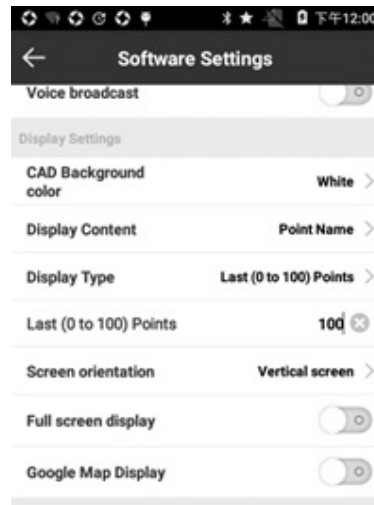 下午12:00
Software Settings
Voice broadcast
Display Settings
CAD Background
color
White
Display Content
Point Name
Display Type
Last (0 to 100) Points
Last (0 to 100) Points
100
Screen orientation
Vertical screen
Full screen display
Google Map Display